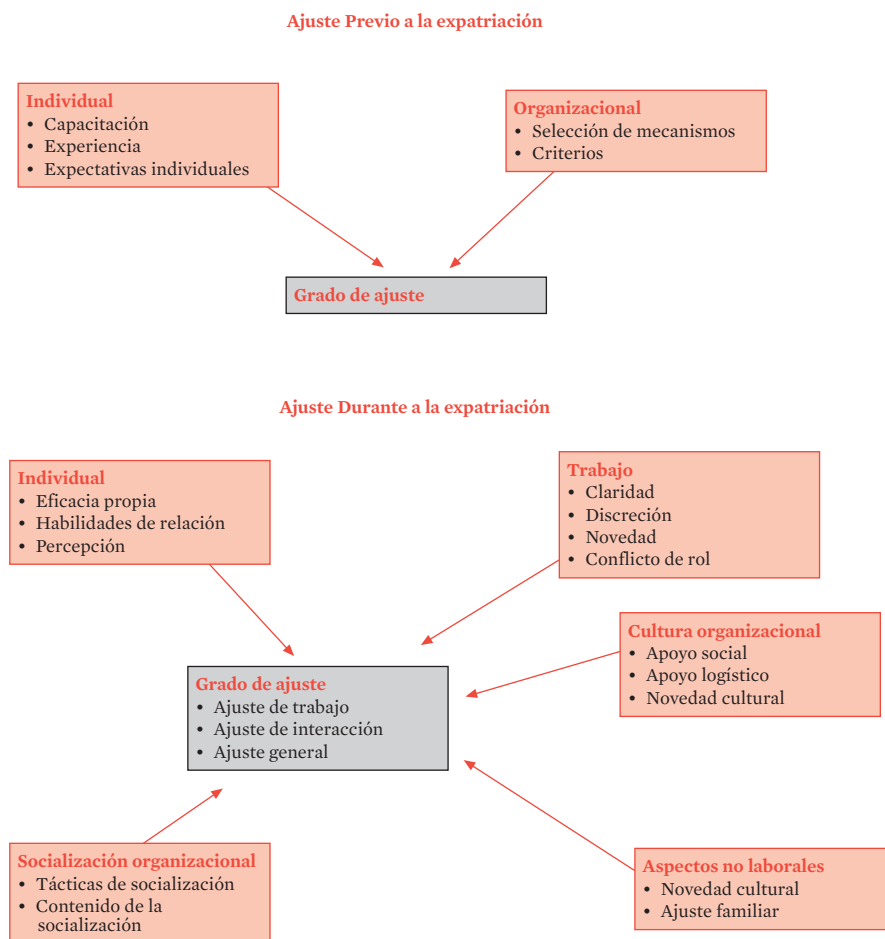 Ajuste Previo a la expatriación
Individual
• Capacitación
• Experiencia
• Expectativas individuales
Organizacional
• Selección de mecanismos
• Criterios
Grado de ajuste
Ajuste Durante a la expatriación
Individual
• Eficacia propia
• Habilidades de relación
• Percepción
Trabajo
• Claridad
• Discreción
• Novedad
• Conflicto de rol
Cultura organizacional
• Apoyo social
• Apoyo logístico
• Novedad cultural
Grado de ajuste
• Ajuste de trabajo
• Ajuste de interacción
• Ajuste general
Socialización organizacional
• Tácticas de socialización
• Contenido de la
socialización
Aspectos no laborales
• Novedad cultural
• Ajuste familiar